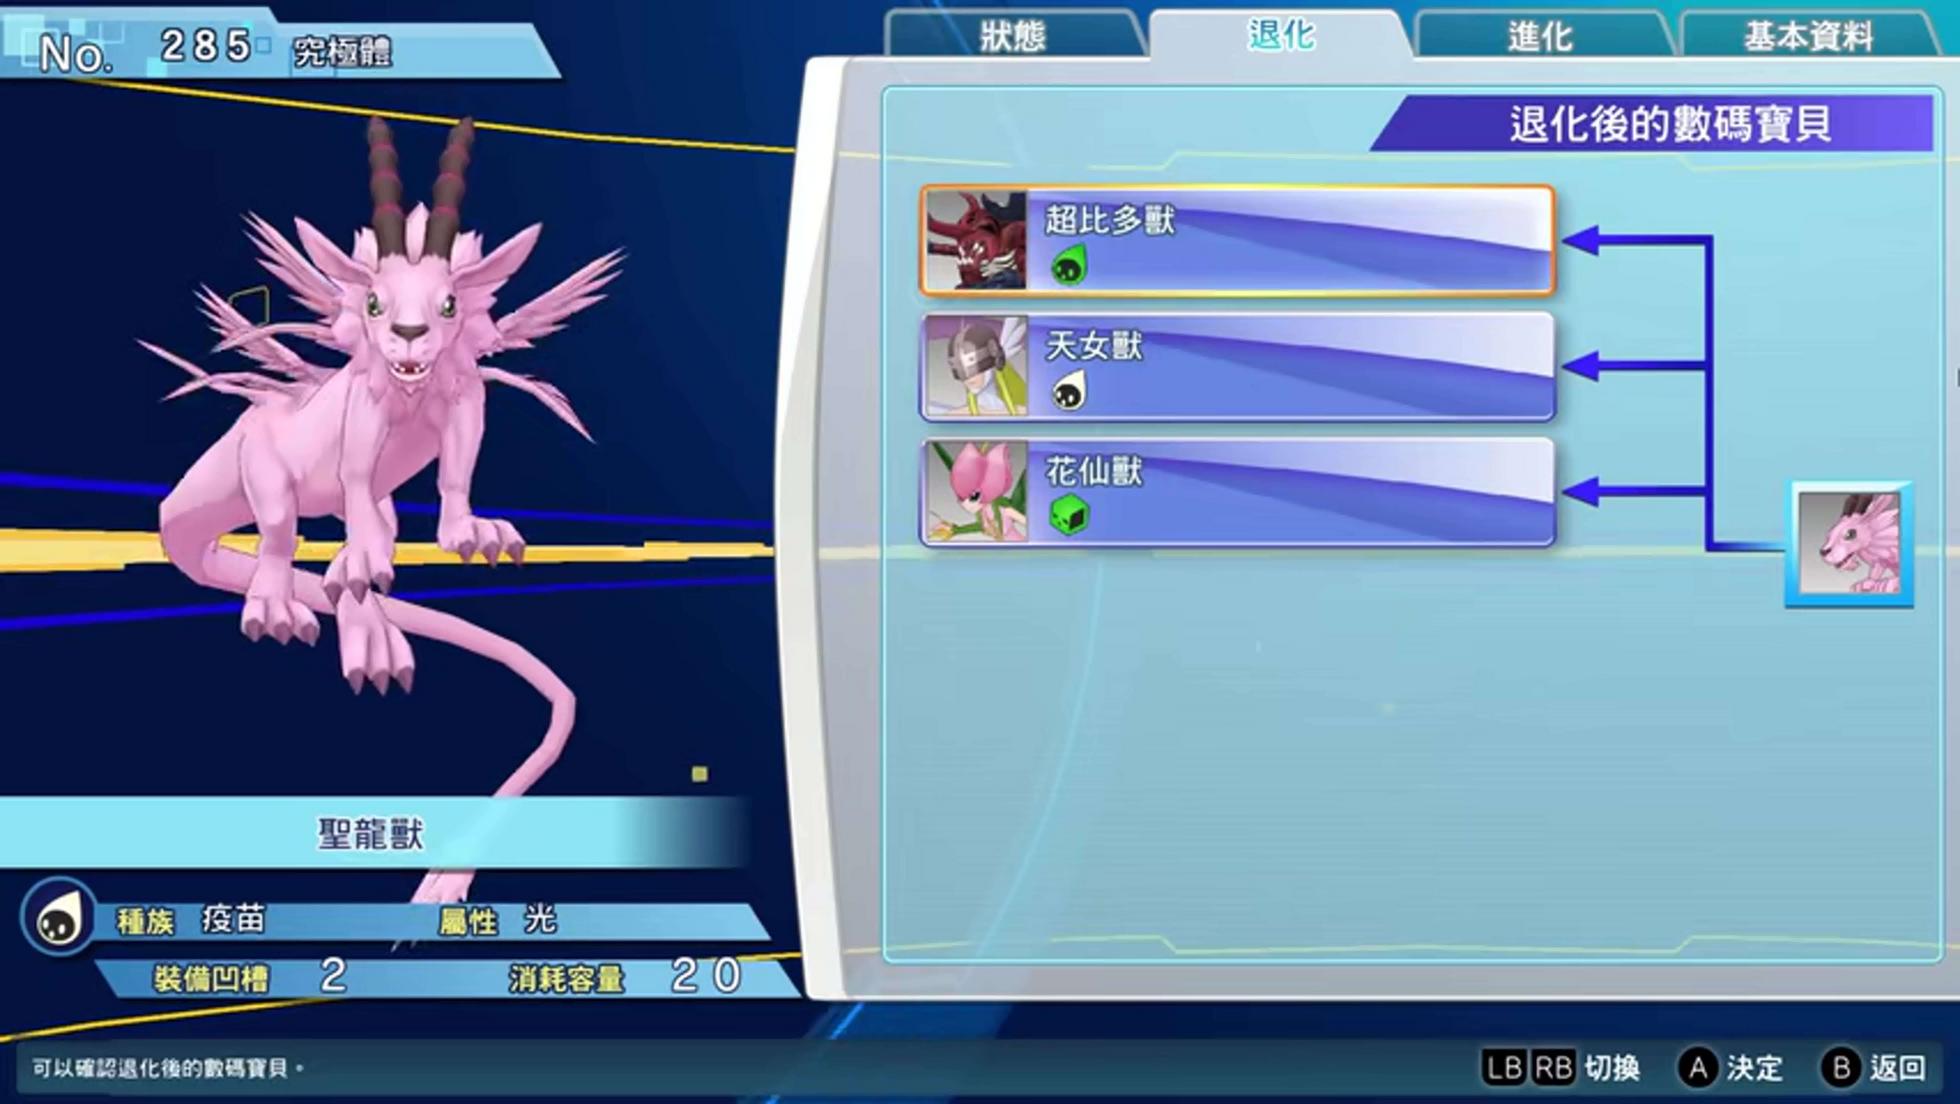 No. 285 究極體
狀態 退化 進化 基本資料
退化後的數碼寶貝
超比多獸
天女獸
花仙獸
聖龍獸
種族 疫苗 屬性 光
裝備凹槽 2 消耗容量 20
可以確認退化後的數碼寶貝。
LB RB 切換 A 決定 B 返回